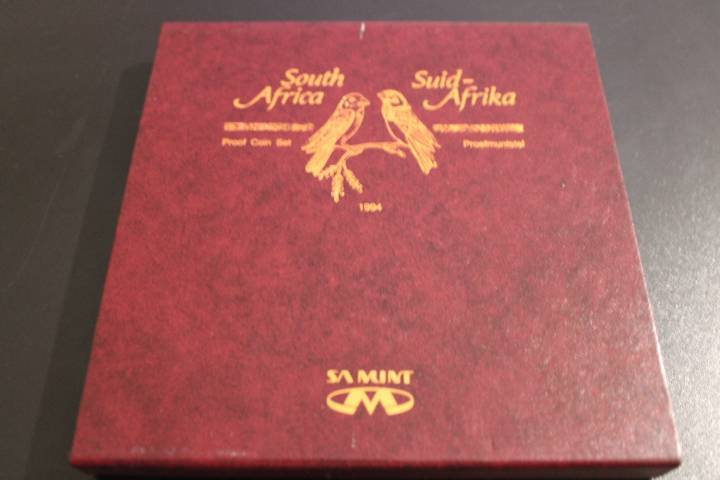 South
Africa
Proof Coin Set
Suid-
Afrika
Proefmuntstel
1994
SA MINT